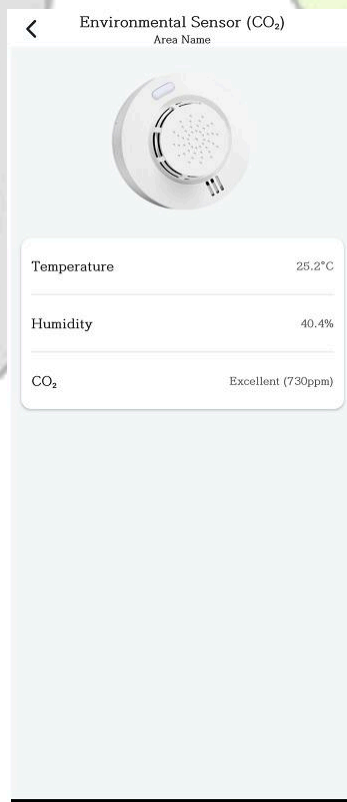 Environmental Sensor (CO₂)
Area Name
Temperature 25.2°C
Humidity 40.4%
CO₂ Excellent (730ppm)